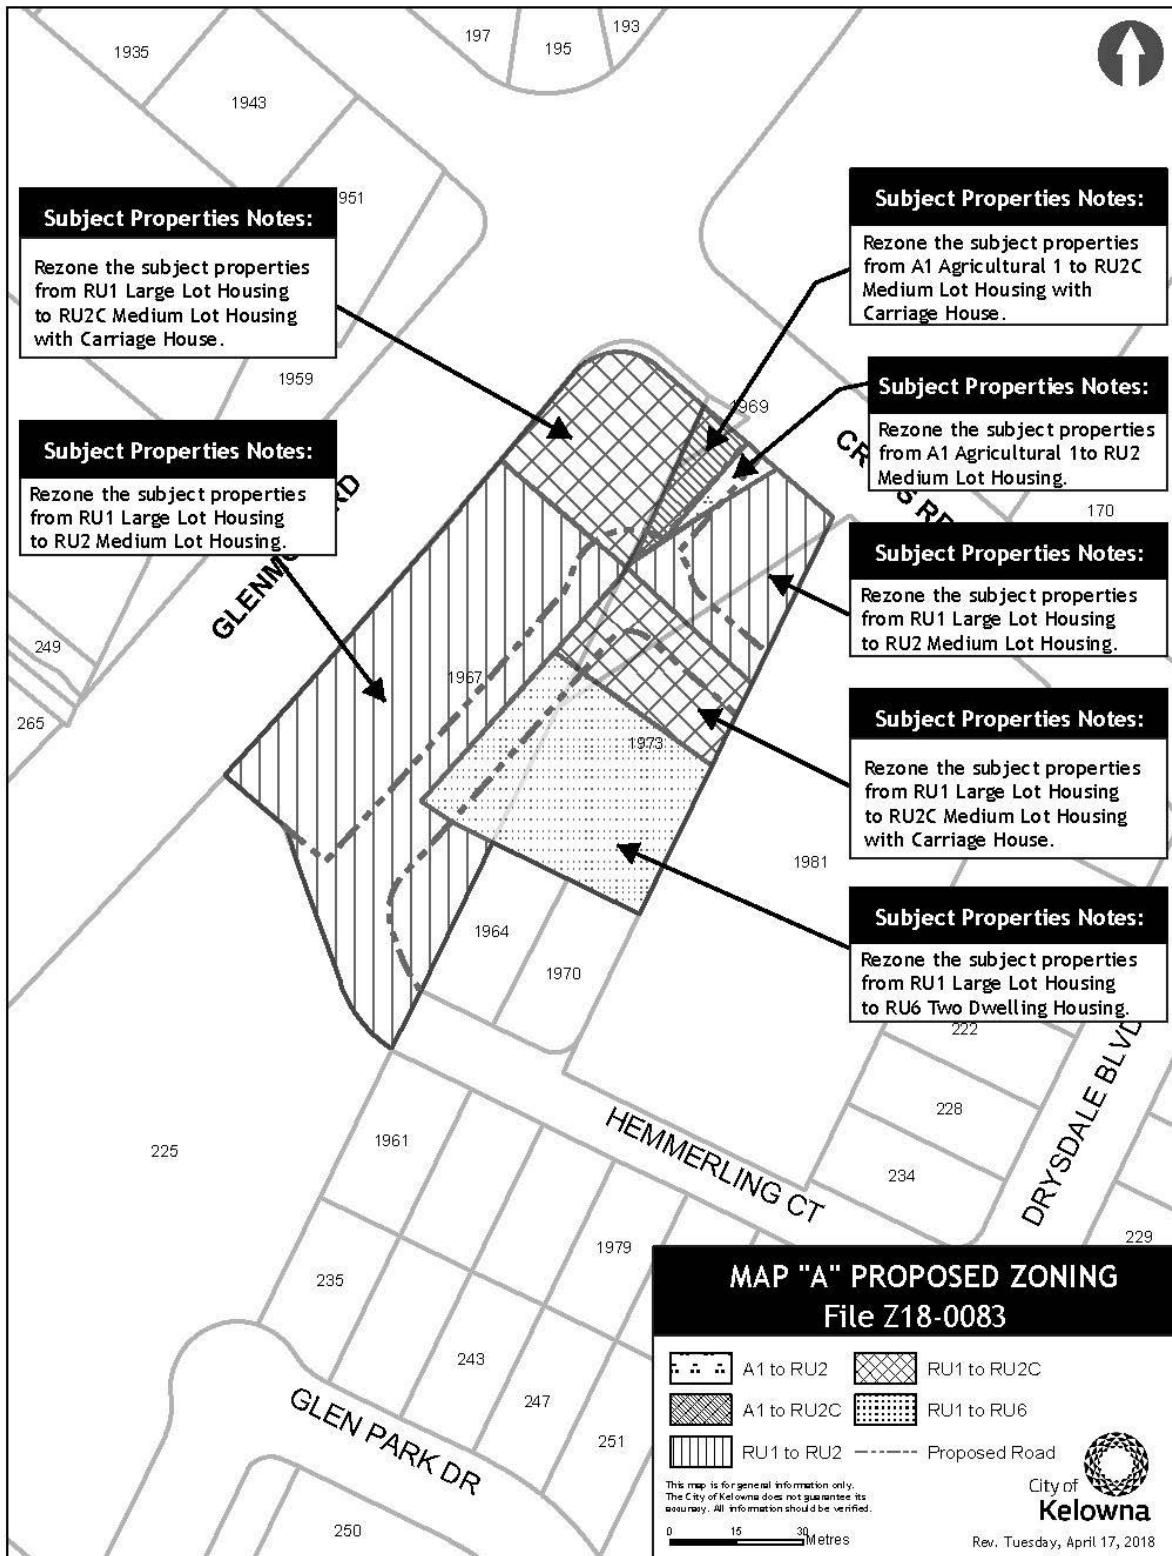 1935
1943
197
195
193
951
1959
Subject Properties Notes:
Rezone the subject properties
from RU1 Large Lot Housing
to RU2C Medium Lot Housing
with Carriage House.
Subject Properties Notes:
Rezone the subject properties
from RU1 Large Lot Housing
to RU2 Medium Lot Housing.
Subject Properties Notes:
Rezone the subject properties
from A1 Agricultural 1 to RU2C
Medium Lot Housing with
Carriage House.
Subject Properties Notes:
Rezone the subject properties
from A1 Agricultural 1to RU2
Medium Lot Housing.
Subject Properties Notes:
Rezone the subject properties
from RU1 Large Lot Housing
to RU2 Medium Lot Housing.
Subject Properties Notes:
Rezone the subject properties
from RU1 Large Lot Housing
to RU2C Medium Lot Housing
with Carriage House.
Subject Properties Notes:
Rezone the subject properties
from RU1 Large Lot Housing
to RU6 Two Dwelling Housing.
1969
170
249
265
1967
1973
1981
1964
1970
222
228
234
229
225
1961
1979
235
243
247
251
250
HEMMERLING CT
DRYSDALE BLVD
GLEN PARK DR
MAP "A" PROPOSED ZONING
File Z18-0083
A1 to RU2
RU1 to RU2C
A1 to RU2C
RU1 to RU6
RU1 to RU2
Proposed Road
This map is for general information only.
The City of Kelowna does not guarantee its
accuracy. All information should be verified.
0 15 30 Metres
City of
Kelowna
Rev. Tuesday, April 17, 2018